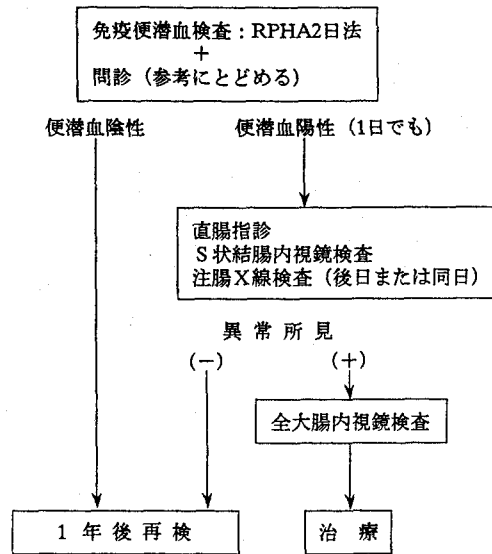 免疫便潜血検査：RPHA2日法
＋
問診（参考にとどめる）
便潜血陰性
便潜血陽性（1日でも）
直腸指診
S状結腸内視鏡検査
注腸X線検査（後日または同日）
異常所見
（−）
（＋）
全大腸内視鏡検査
1年後再検
治療